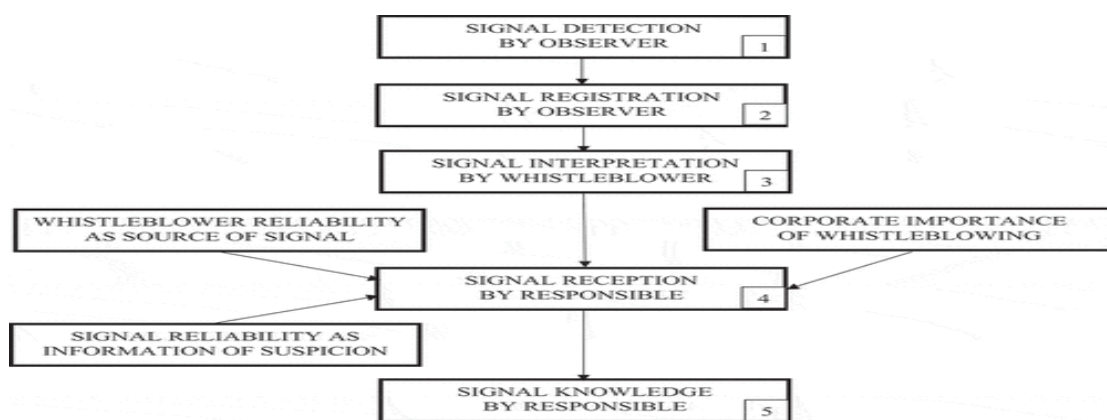 SIGNAL DETECTION
BY OBSERVER
1
SIGNAL REGISTRATION
BY OBSERVER
2
SIGNAL INTERPRETATION
BY WHISTLEBLOWER
3
WHISTLEBLOWER RELIABILITY
AS SOURCE OF SIGNAL
CORPORATE IMPORTANCE
OF WHISTLEBLOWING
SIGNAL RECEPTION
BY RESPONSIBLE
4
SIGNAL RELIABILITY AS
INFORMATION OF SUSPICION
SIGNAL KNOWLEDGE
BY RESPONSIBLE
5